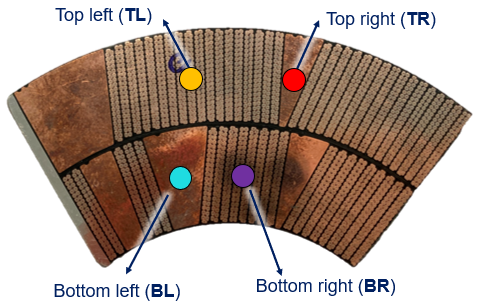 Top left (TL)
Top right (TR)
Bottom left (BL)
Bottom right (BR)